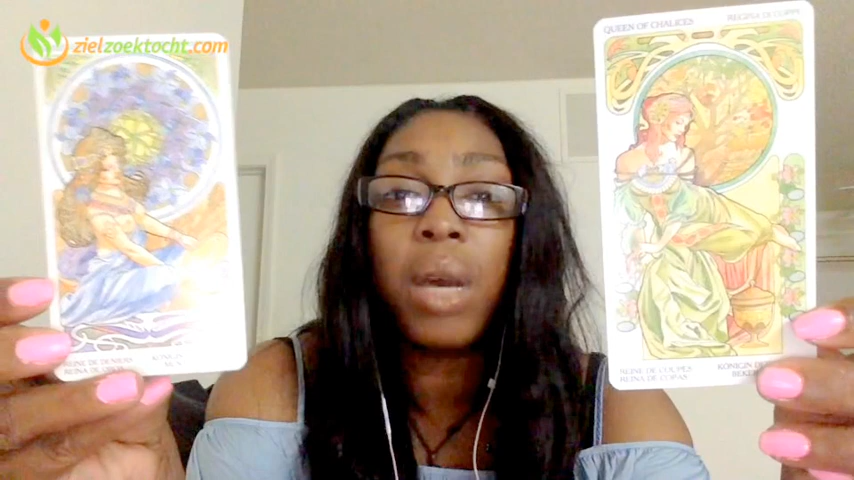 zielzoektocht.com
QUEEN OF CHALICES REGINA DI COPPE
REINE DE DENIERS
REINA DE OROS
REINE DE COUPES
REINA DE COPAS